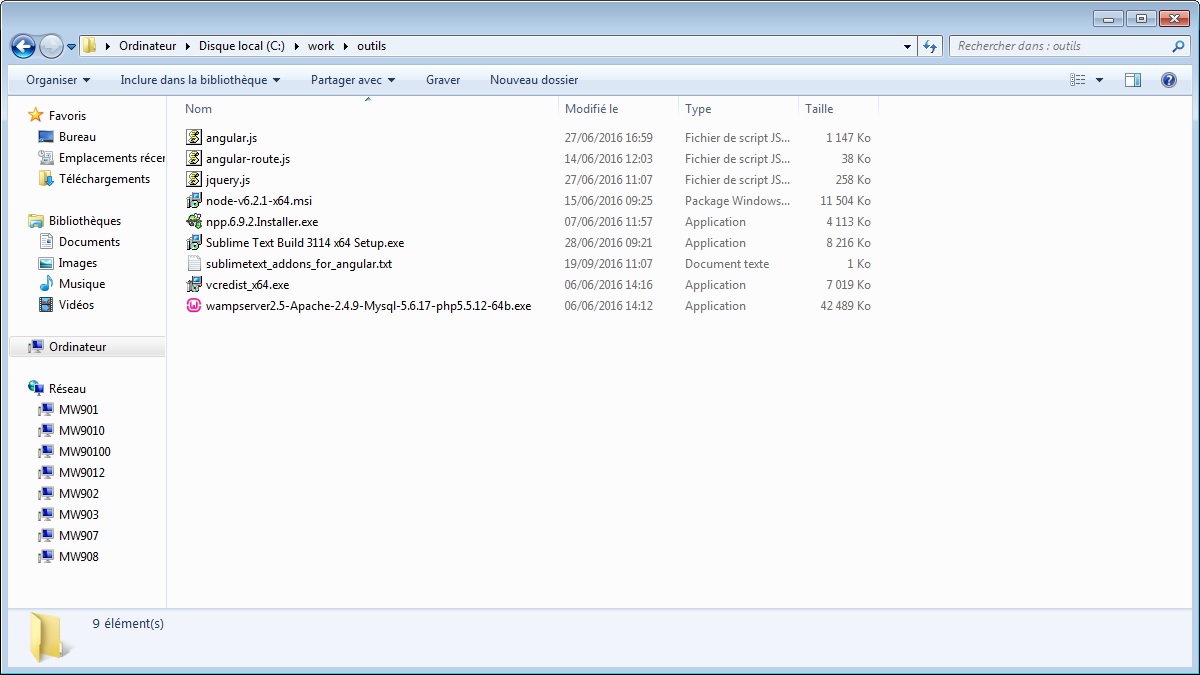 Ordinateur Disque local (C:) work outils
Rechercher dans : outils
Organiser Inclure dans la bibliothèque Partager avec Graver Nouveau dossier
Nom Modifié le Type Taille
Favoris
Bureau
Emplacements récer
Téléchargements
Bibliothèques
Documents
Images
Musique
Vidéos
Ordinateur
Réseau
MW901
MW9010
MW90100
MW9012
MW902
MW903
MW907
MW908
angular.js 27/06/2016 16:59 Fichier de script JS... 1 147 Ko
angular-route.js 14/06/2016 12:03 Fichier de script JS... 38 Ko
jquery.js 27/06/2016 11:07 Fichier de script JS... 258 Ko
node-v6.2.1-x64.msi 15/06/2016 09:25 Package Windows... 11 504 Ko
npp.6.9.2.Installer.exe 07/06/2016 11:57 Application 4 113 Ko
Sublime Text Build 3114 x64 Setup.exe 28/06/2016 09:21 Application 8 216 Ko
sublimetext_addons_for_angular.txt 19/09/2016 11:07 Document texte 1 Ko
vcredist_x64.exe 06/06/2016 14:16 Application 7 019 Ko
wampserver2.5-Apache-2.4.9-Mysql-5.6.17-php5.5.12-64b.exe 06/06/2016 14:12 Application 42 489 Ko
9 élément(s)